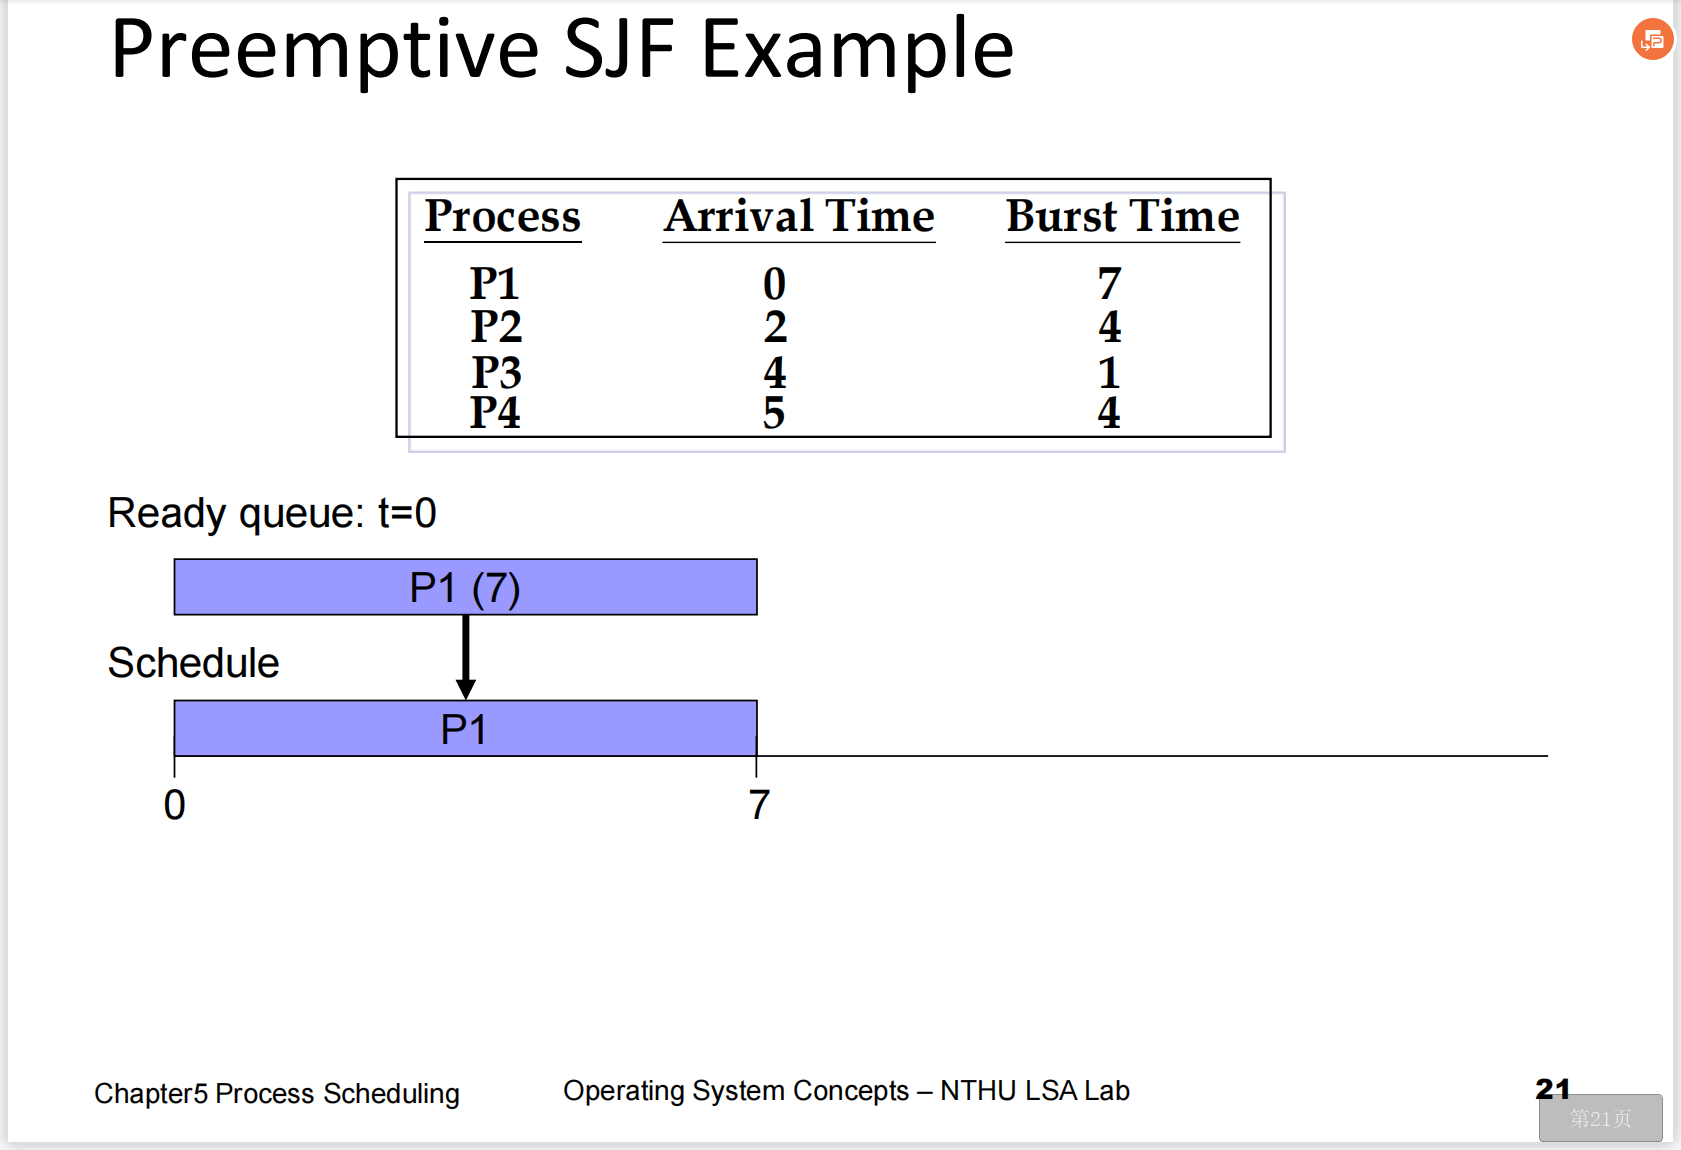 Preemptive SJF Example
Process Arrival Time Burst Time
P1 0 7
P2 2 4
P3 4 1
P4 5 4
Ready queue: t=0
P1 (7)
Schedule
P1
0 7
Chapter5 Process Scheduling Operating System Concepts – NTHU LSA Lab 21
第21页